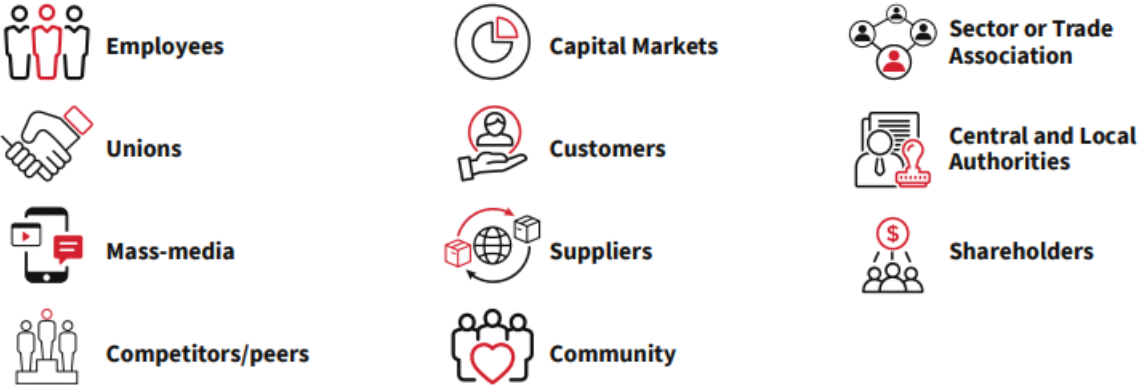 Employees
Capital Markets
Sector or Trade
Association
Unions
Customers
Central and Local
Authorities
Mass-media
Suppliers
$
Shareholders
Competitors/peers
Community